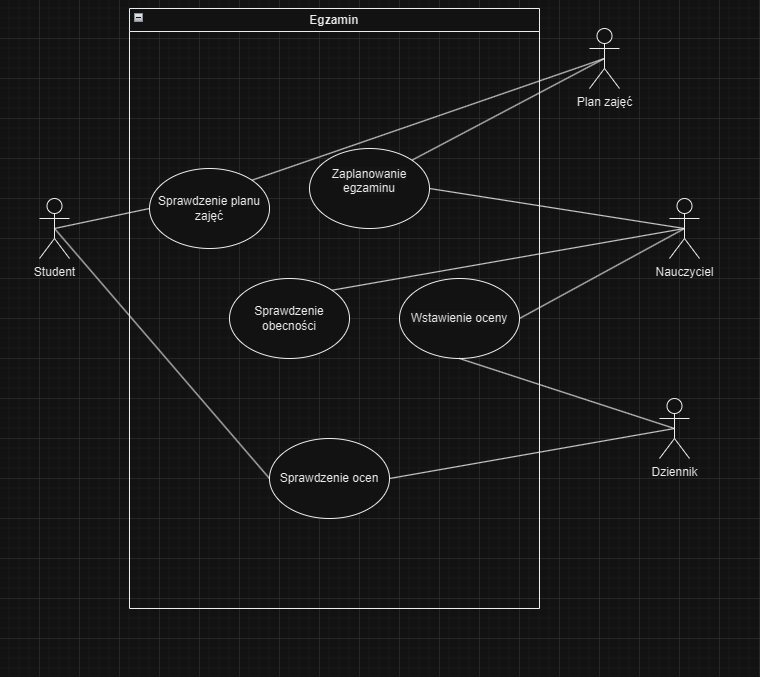 Egzamin
Plan zajęć
Zaplanowanie
egzaminu
Sprawdzenie planu
zajęć
Student
Nauczyciel
Sprawdzenie
obecności
Wstawienie oceny
Dziennik
Sprawdzenie ocen